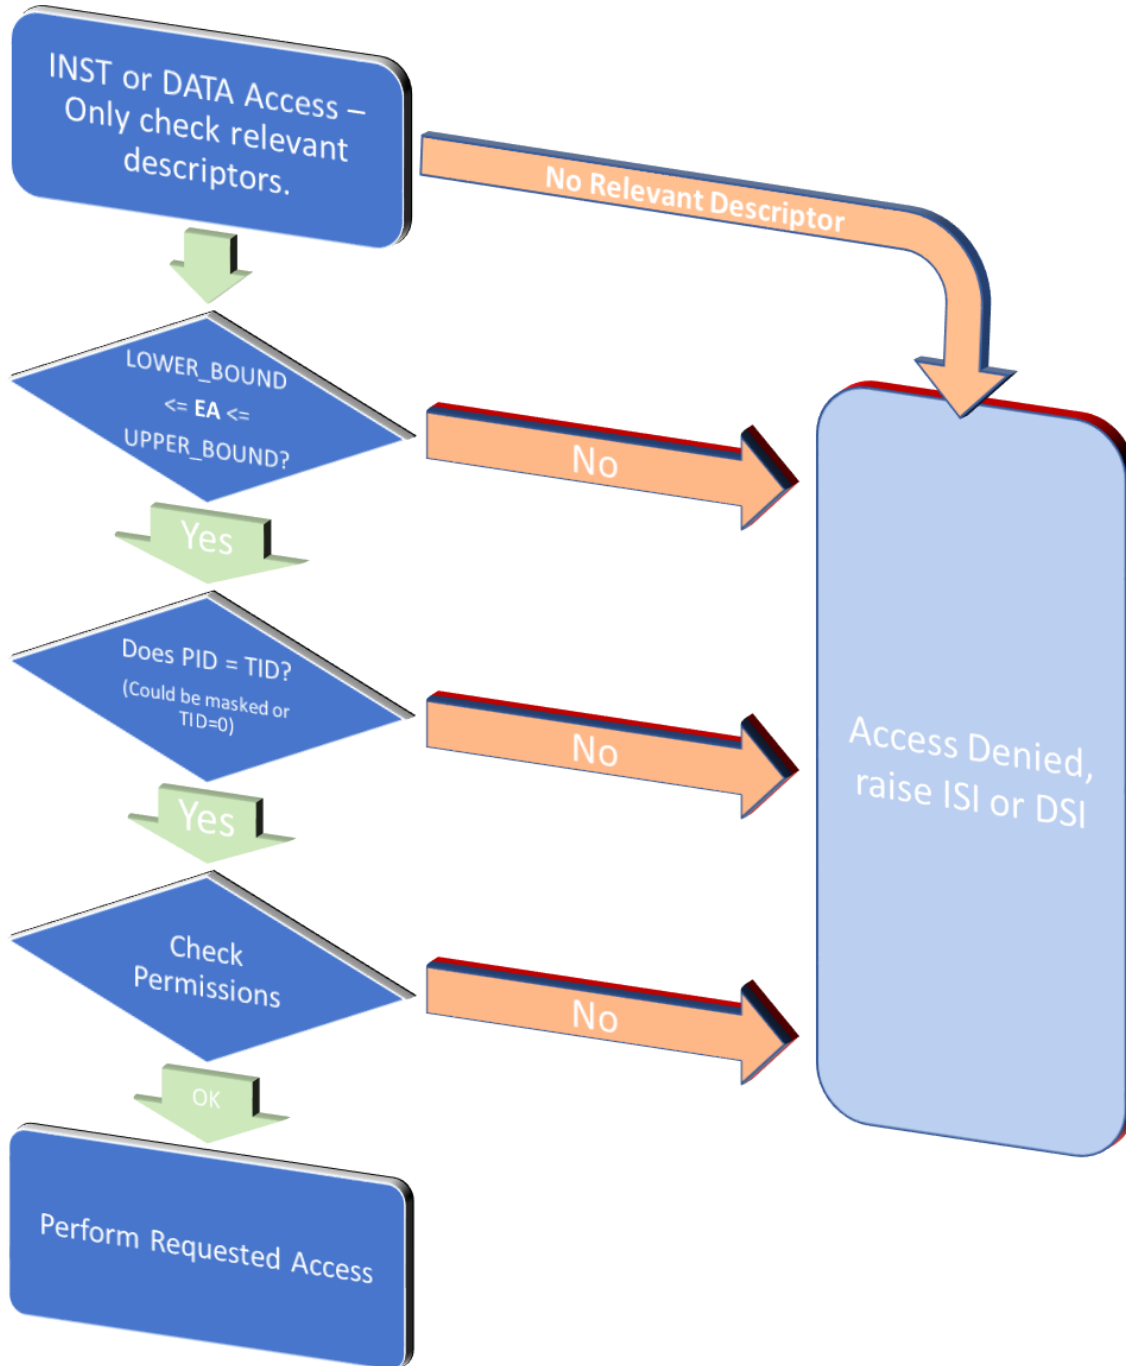 INST or DATA Access –
Only check relevant
descriptors.
No Relevant Descriptor
LOWER_BOUND
<= EA <=
UPPER_BOUND?
No
Yes
Does PID = TID?
(Could be masked or
TID=0)
No
Yes
Access Denied,
raise ISI or DSI
Check
Permissions
No
OK
Perform Requested Access